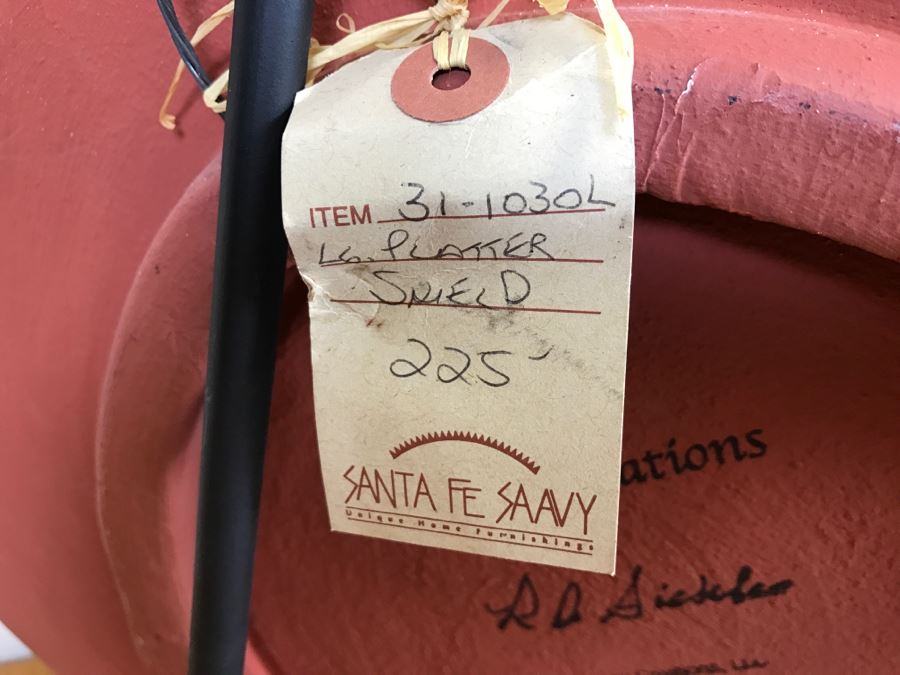 ITEM 31-1030L
LG. PLATTER
SHIELD
225-
SANTA FE SAAVY
Unique Home Furnishings
ations